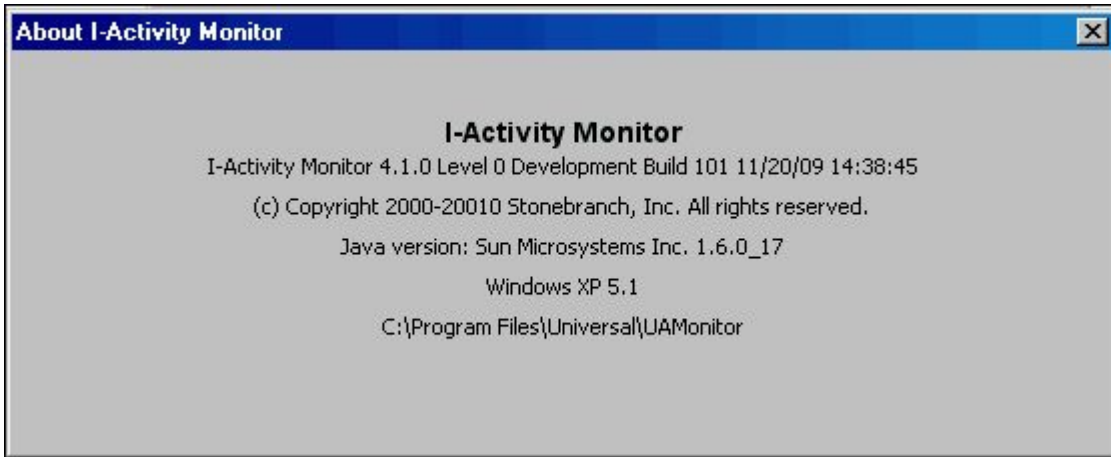 About I-Activity Monitor
I-Activity Monitor
I-Activity Monitor 4.1.0 Level 0 Development Build 101 11/20/09 14:38:45
(c) Copyright 2000-20010 Stonebranch, Inc. All rights reserved.
Java version: Sun Microsystems Inc. 1.6.0_17
Windows XP 5.1
C:\Program Files\Universal\UAMonitor